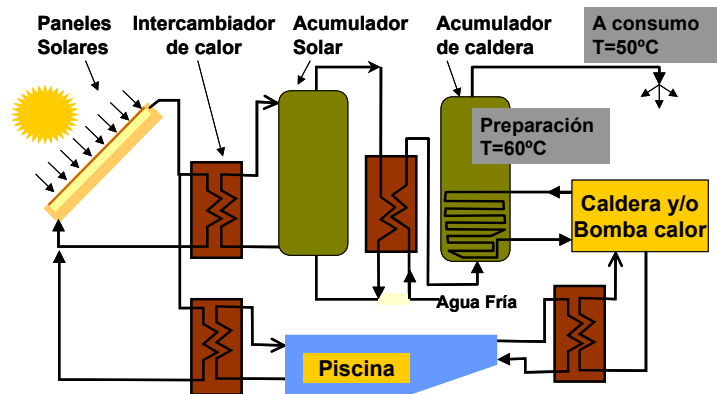 Paneles
Solares
Intercambiador
de calor
Acumulador
Solar
Acumulador
de caldera
A consumo
T=50ºC
Preparación
T=60ºC
Caldera y/o
Bomba calor
Agua Fría
Piscina